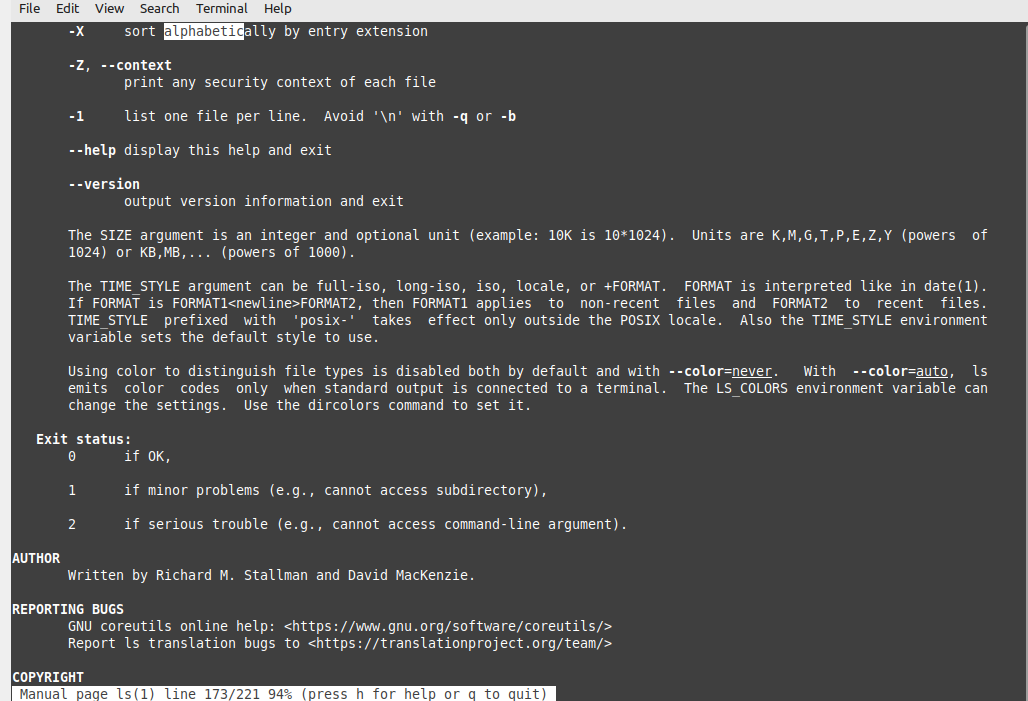 File Edit View Search Terminal Help
-X sort alphabetically by entry extension
-Z, --context
print any security context of each file
-1 list one file per line.  Avoid '\n' with -q or -b
--help display this help and exit
--version
output version information and exit
The SIZE argument is an integer and optional unit (example: 10K is 10*1024).  Units are K,M,G,T,P,E,Z,Y (powers  of
1024) or KB,MB,... (powers of 1000).
The TIME_STYLE argument can be full-iso, long-iso, iso, locale, or +FORMAT.  FORMAT is interpreted like in date(1).
If FORMAT is FORMAT1<newline>FORMAT2, then FORMAT1 applies  to  non-recent  files  and  FORMAT2  to  recent  files.
TIME_STYLE  prefixed  with  'posix-'  takes  effect only outside the POSIX locale.  Also the TIME_STYLE environment
variable sets the default style to use.
Using color to distinguish file types is disabled both by default and with --color=never.   With  --color=auto,  ls
emits  color  codes  only  when standard output is connected to a terminal.  The LS_COLORS environment variable can
change the settings.  Use the dircolors command to set it.
Exit status:
0 if OK,
1 if minor problems (e.g., cannot access subdirectory),
2 if serious trouble (e.g., cannot access command-line argument).
AUTHOR
Written by Richard M. Stallman and David MacKenzie.
REPORTING BUGS
GNU coreutils online help: <https://www.gnu.org/software/coreutils/>
Report ls translation bugs to <https://translationproject.org/team/>
COPYRIGHT
Manual page ls(1) line 173/221 94% (press h for help or q to quit)